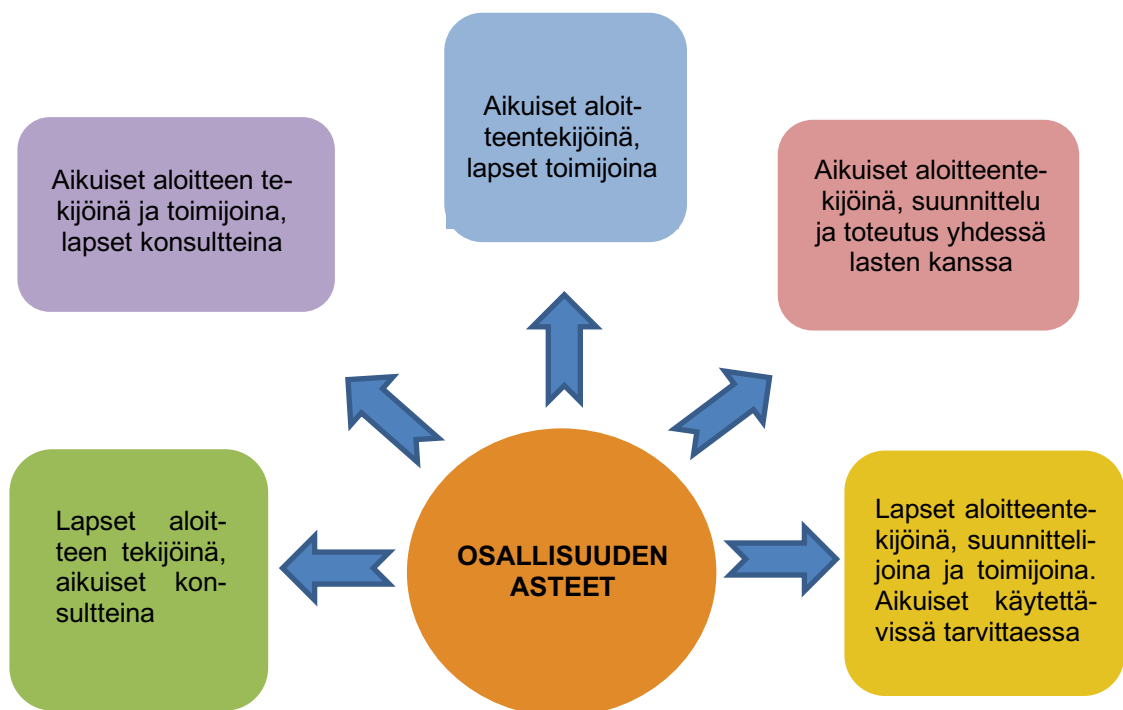 Aikuiset aloit-
teentekijöinä,
lapset toimijoina
Aikuiset aloitteen te-
kijöinä ja toimijoina,
lapset konsultteina
Aikuiset aloitteente-
kijöinä, suunnittelu
ja toteutus yhdessä
lasten kanssa
Lapset aloit-
teen tekijöinä,
aikuiset kon-
sultteina
OSALLISUUDEN
ASTEET
Lapset aloitteente-
kijöinä, suunnitteli-
joina ja toimijoina.
Aikuiset käytettä-
vissä tarvittaessa